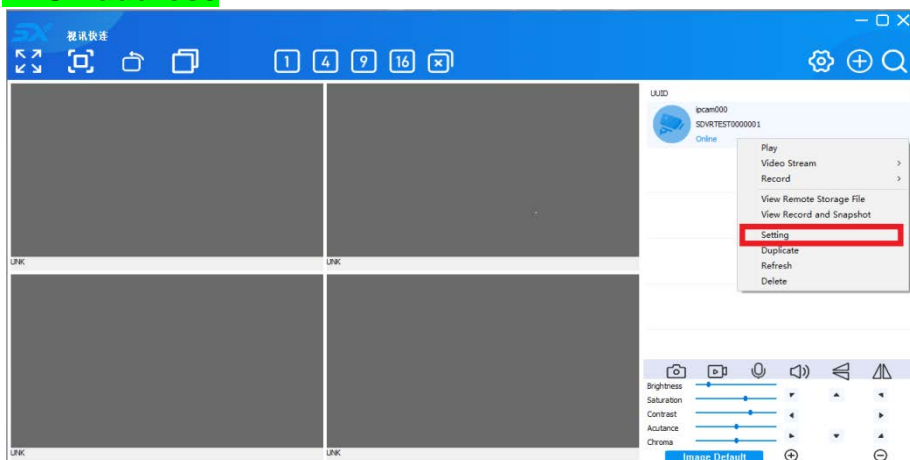 SX 视讯快连
1 4 9 16
UUID
ipcam000
SDVRTEST0000001
Online
Play
Video Stream
Record
View Remote Storage File
View Record and Snapshot
Setting
Duplicate
Refresh
Delete
UNK
UNK
Brightness
Saturation
Contrast
Acutance
Chroma
Image Default
UNK
UNK